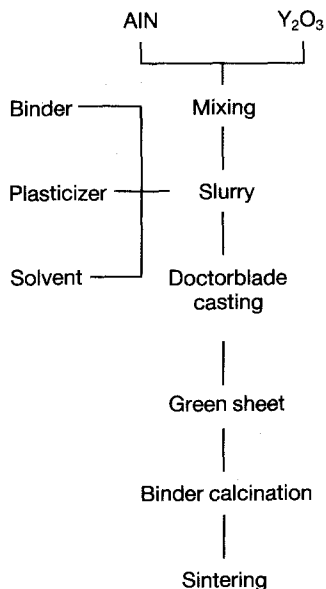 AlN Y₂O₃
Binder Mixing
Plasticizer Slurry
Solvent Doctorblade
casting
Green sheet
Binder calcination
Sintering